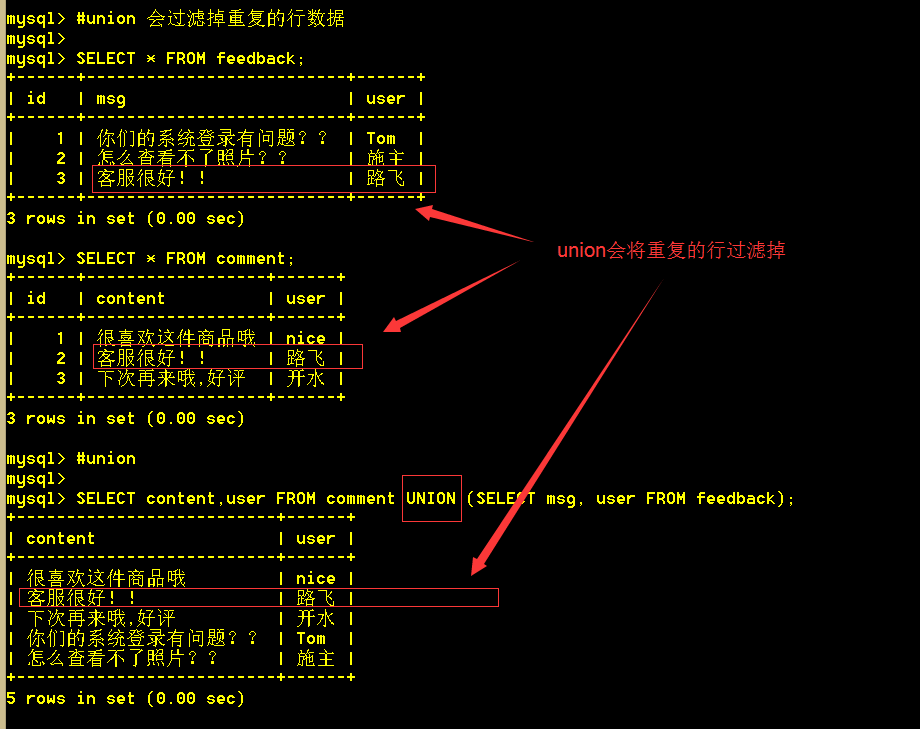 mysql> #union 会过滤掉重复的行数据
mysql>
mysql> SELECT * FROM feedback;
+------+---------------------------+------+
| id   | msg                       | user |
+------+---------------------------+------+
|    1 | 你们的系统登录有问题？？ | Tom  |
|    2 | 怎么查看不了照片？？ | 施主 |
|    3 | 客服很好！！ | 路飞 |
+------+---------------------------+------+
3 rows in set (0.00 sec)
union会将重复的行过滤掉
mysql> SELECT * FROM comment;
+------+------------------+------+
| id   | content          | user |
+------+------------------+------+
|    1 | 很喜欢这件商品哦 | nice |
|    2 | 客服很好！！ | 路飞 |
|    3 | 下次再来哦,好评 | 开水 |
+------+------------------+------+
3 rows in set (0.00 sec)
mysql> #union
mysql>
mysql> SELECT content,user FROM comment UNION (SELECT msg, user FROM feedback);
+---------------------------+------+
| content                   | user |
+---------------------------+------+
| 很喜欢这件商品哦 | nice |
| 客服很好！！ | 路飞 |
| 下次再来哦,好评 | 开水 |
| 你们的系统登录有问题？？ | Tom  |
| 怎么查看不了照片？？ | 施主 |
+---------------------------+------+
5 rows in set (0.00 sec)